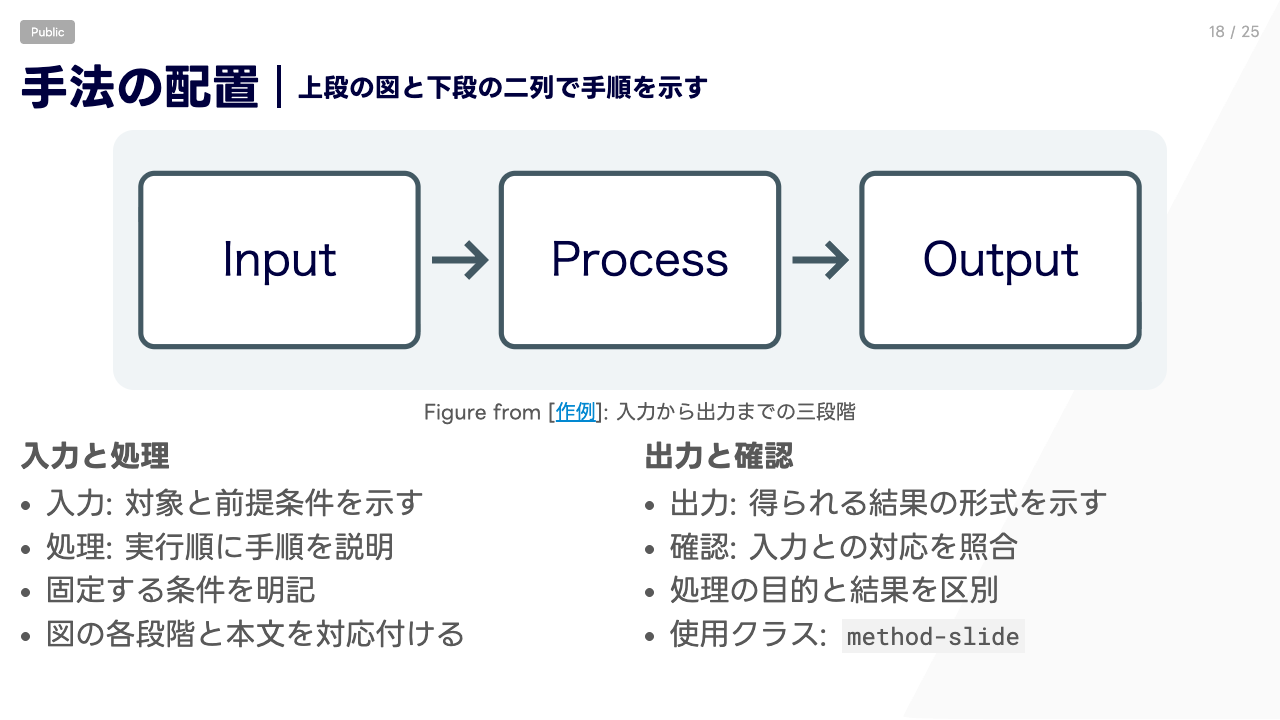 Public
18 / 25
手法の配置 | 上段の図と下段の二列で手順を示す
Input → Process → Output
Figure from [作例]: 入力から出力までの三段階
入力と処理
• 入力: 対象と前提条件を示す
• 処理: 実行順に手順を説明
• 固定する条件を明記
• 図の各段階と本文を対応付ける
出力と確認
• 出力: 得られる結果の形式を示す
• 確認: 入力との対応を照合
• 処理の目的と結果を区別
• 使用クラス: method-slide